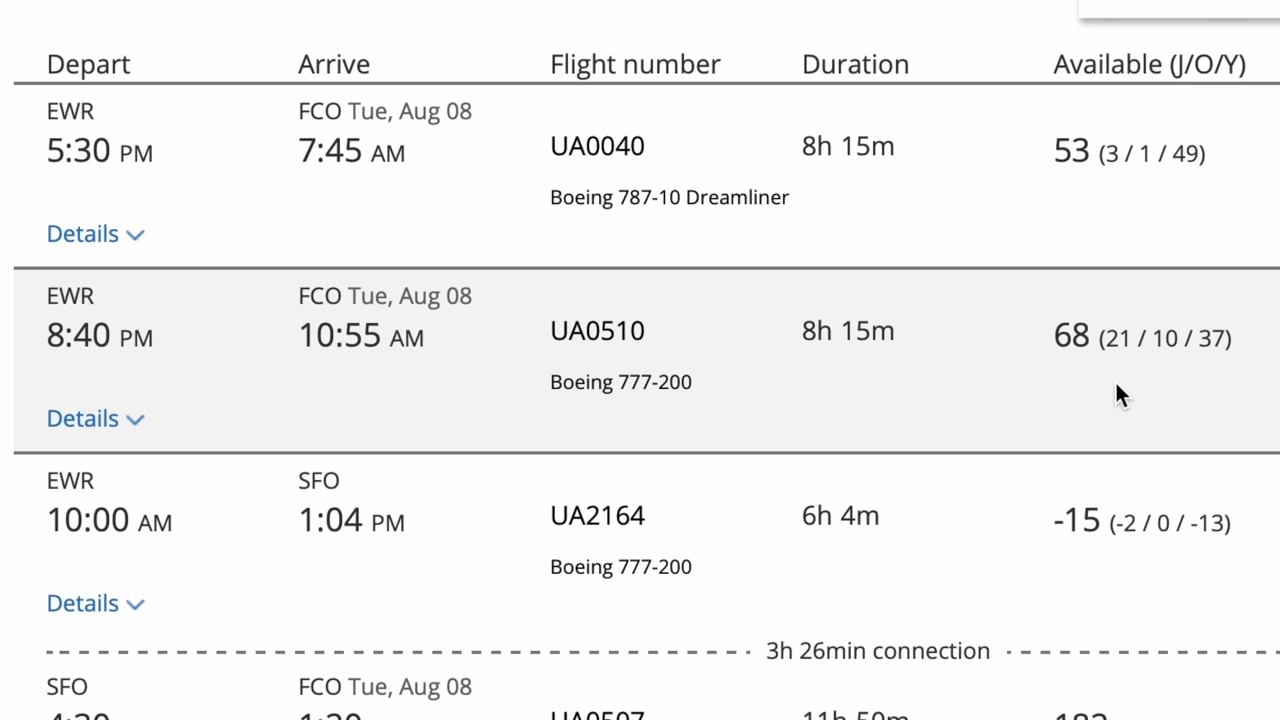 Depart Arrive Flight number Duration Available (J/O/Y)
EWR FCO Tue, Aug 08
5:30 PM 7:45 AM UA0040 8h 15m 53 (3 / 1 / 49)
Boeing 787-10 Dreamliner
Details
EWR FCO Tue, Aug 08
8:40 PM 10:55 AM UA0510 8h 15m 68 (21 / 10 / 37)
Boeing 777-200
Details
EWR SFO
10:00 AM 1:04 PM UA2164 6h 4m -15 (-2 / 0 / -13)
Boeing 777-200
Details
3h 26min connection
SFO FCO Tue, Aug 08